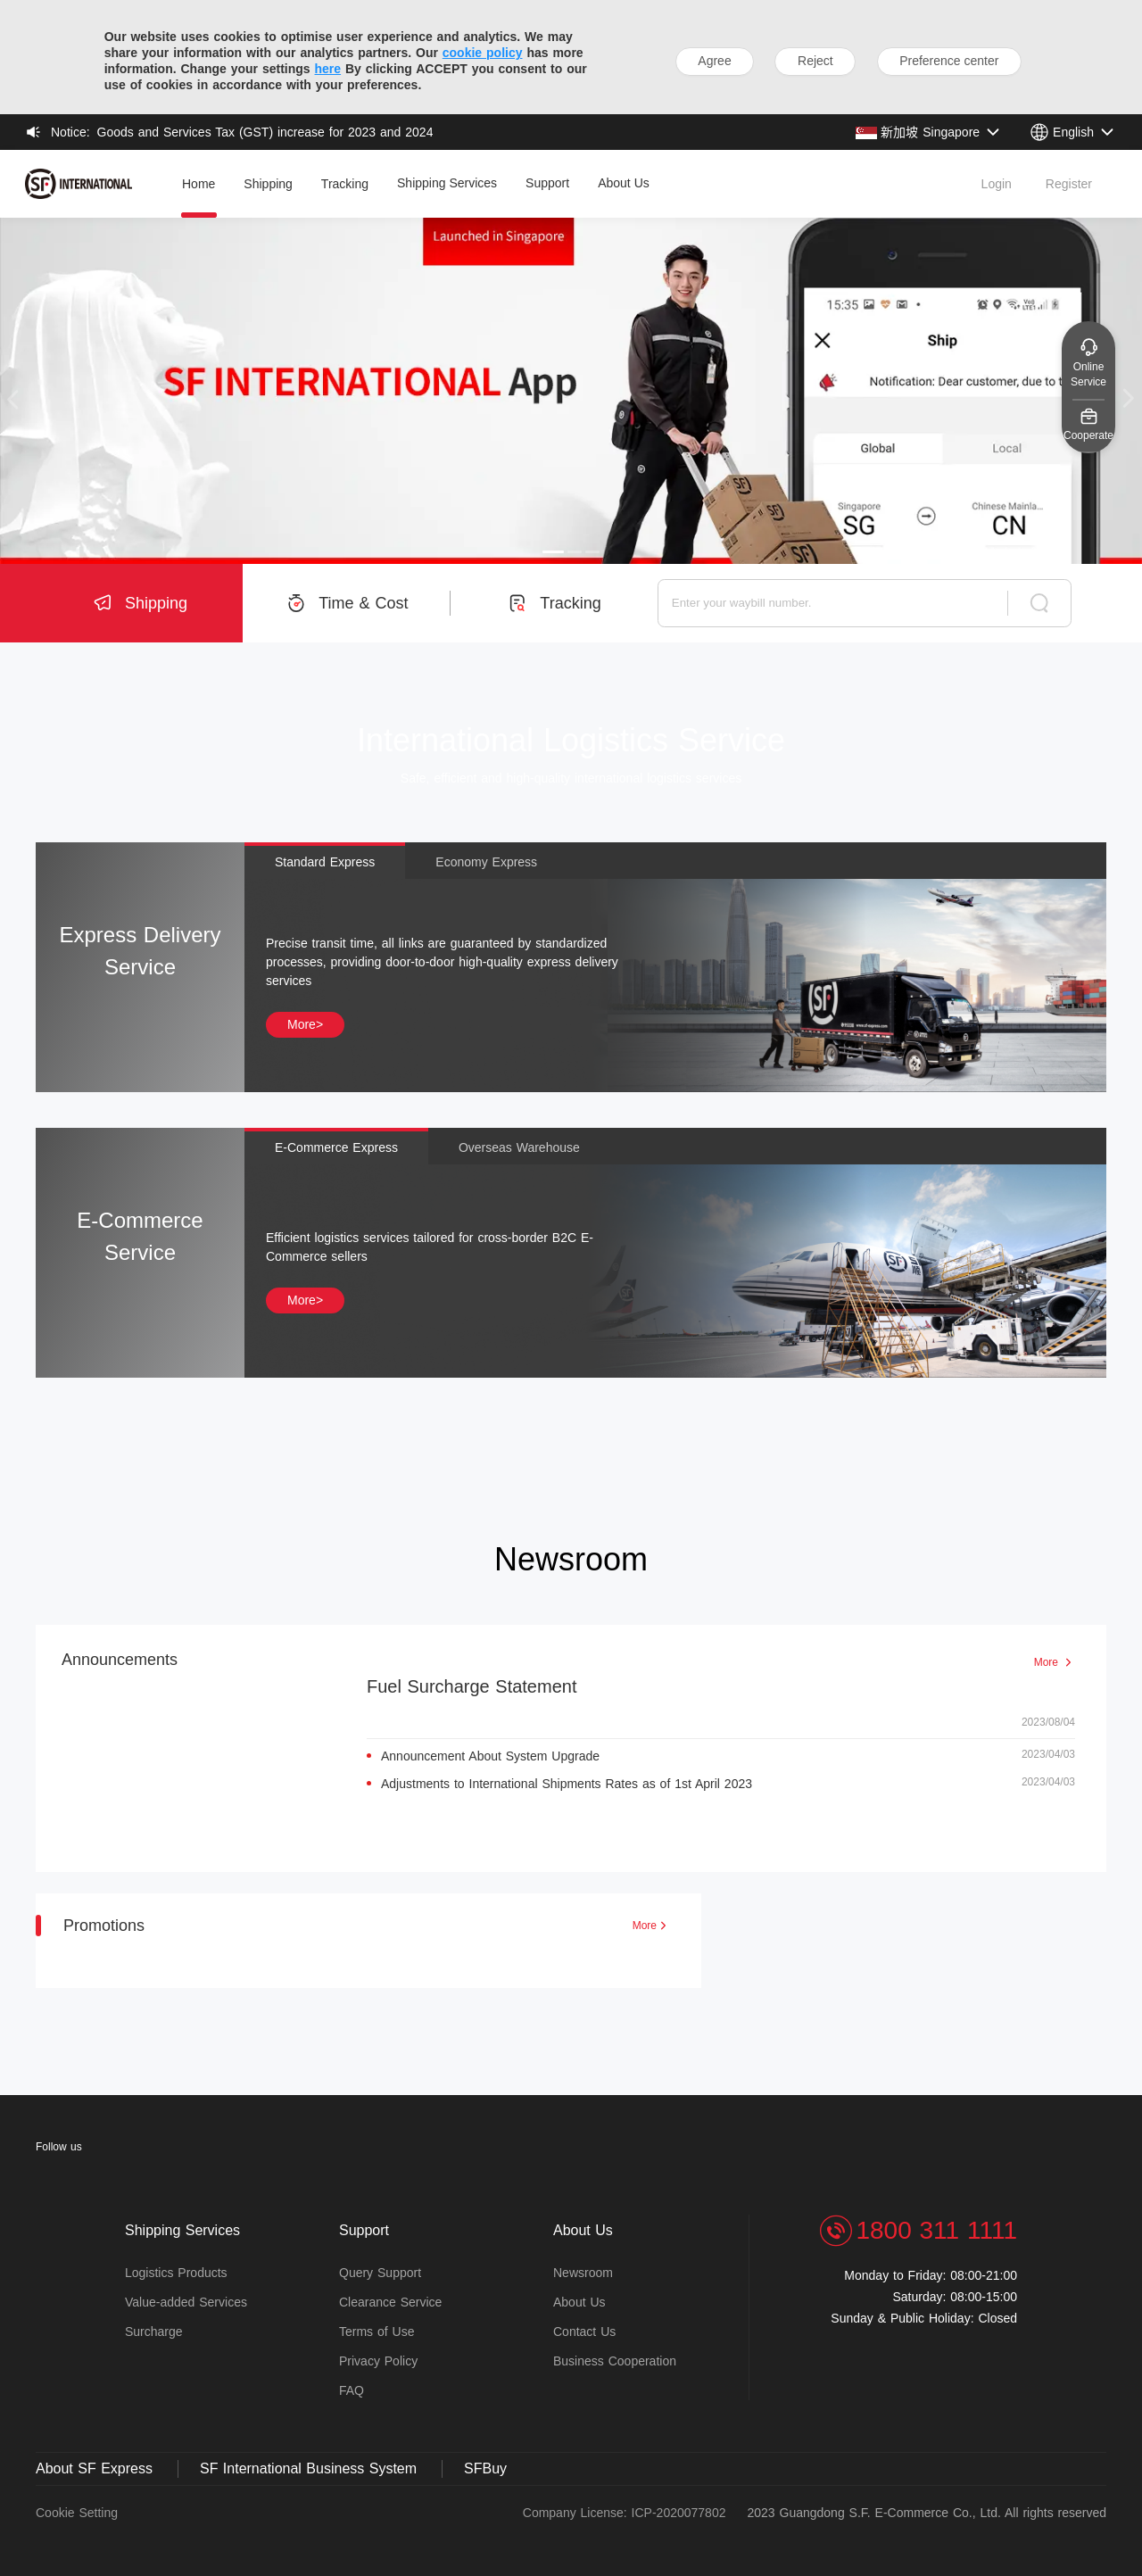 Our website uses cookies to optimise user experience and analytics. We may
share your information with our analytics partners. Our cookie policy has more
information. Change your settings here By clicking ACCEPT you consent to our
use of cookies in accordance with your preferences.
Agree
Reject
Preference center
Notice: Goods and Services Tax (GST) increase for 2023 and 2024
新加坡 Singapore
English
SF INTERNATIONAL
Home
Shipping
Tracking
Shipping Services
Support
About Us
Login
Register
Launched in Singapore
SF INTERNATIONAL App
15:35
Ship
Notification: Dear customer, due to t
Global
Local
Singapore
SG
Chinese Mainla...
CN
Online
Service
Cooperate
SF
SF
SF
Shipping
Time & Cost
Tracking
Enter your waybill number.
International Logistics Service
Safe, efficient and high-quality international logistics services
Express Delivery
Service
Standard Express
Economy Express
Precise transit time, all links are guaranteed by standardized
processes, providing door-to-door high-quality express delivery
services
More>
SF
www.sf-express.com
E-Commerce
Service
E-Commerce Express
Overseas Warehouse
Efficient logistics services tailored for cross-border B2C E-
Commerce sellers
More>
SF
Newsroom
Announcements
More
Fuel Surcharge Statement
2023/08/04
Announcement About System Upgrade
2023/04/03
Adjustments to International Shipments Rates as of 1st April 2023
2023/04/03
Promotions
More
Follow us
Shipping Services
Logistics Products
Value-added Services
Surcharge
Support
Query Support
Clearance Service
Terms of Use
Privacy Policy
FAQ
About Us
Newsroom
About Us
Contact Us
Business Cooperation
1800 311 1111
Monday to Friday: 08:00-21:00
Saturday: 08:00-15:00
Sunday & Public Holiday: Closed
About SF Express
SF International Business System
SFBuy
Cookie Setting
Company License: ICP-2020077802
2023 Guangdong S.F. E-Commerce Co., Ltd. All rights reserved